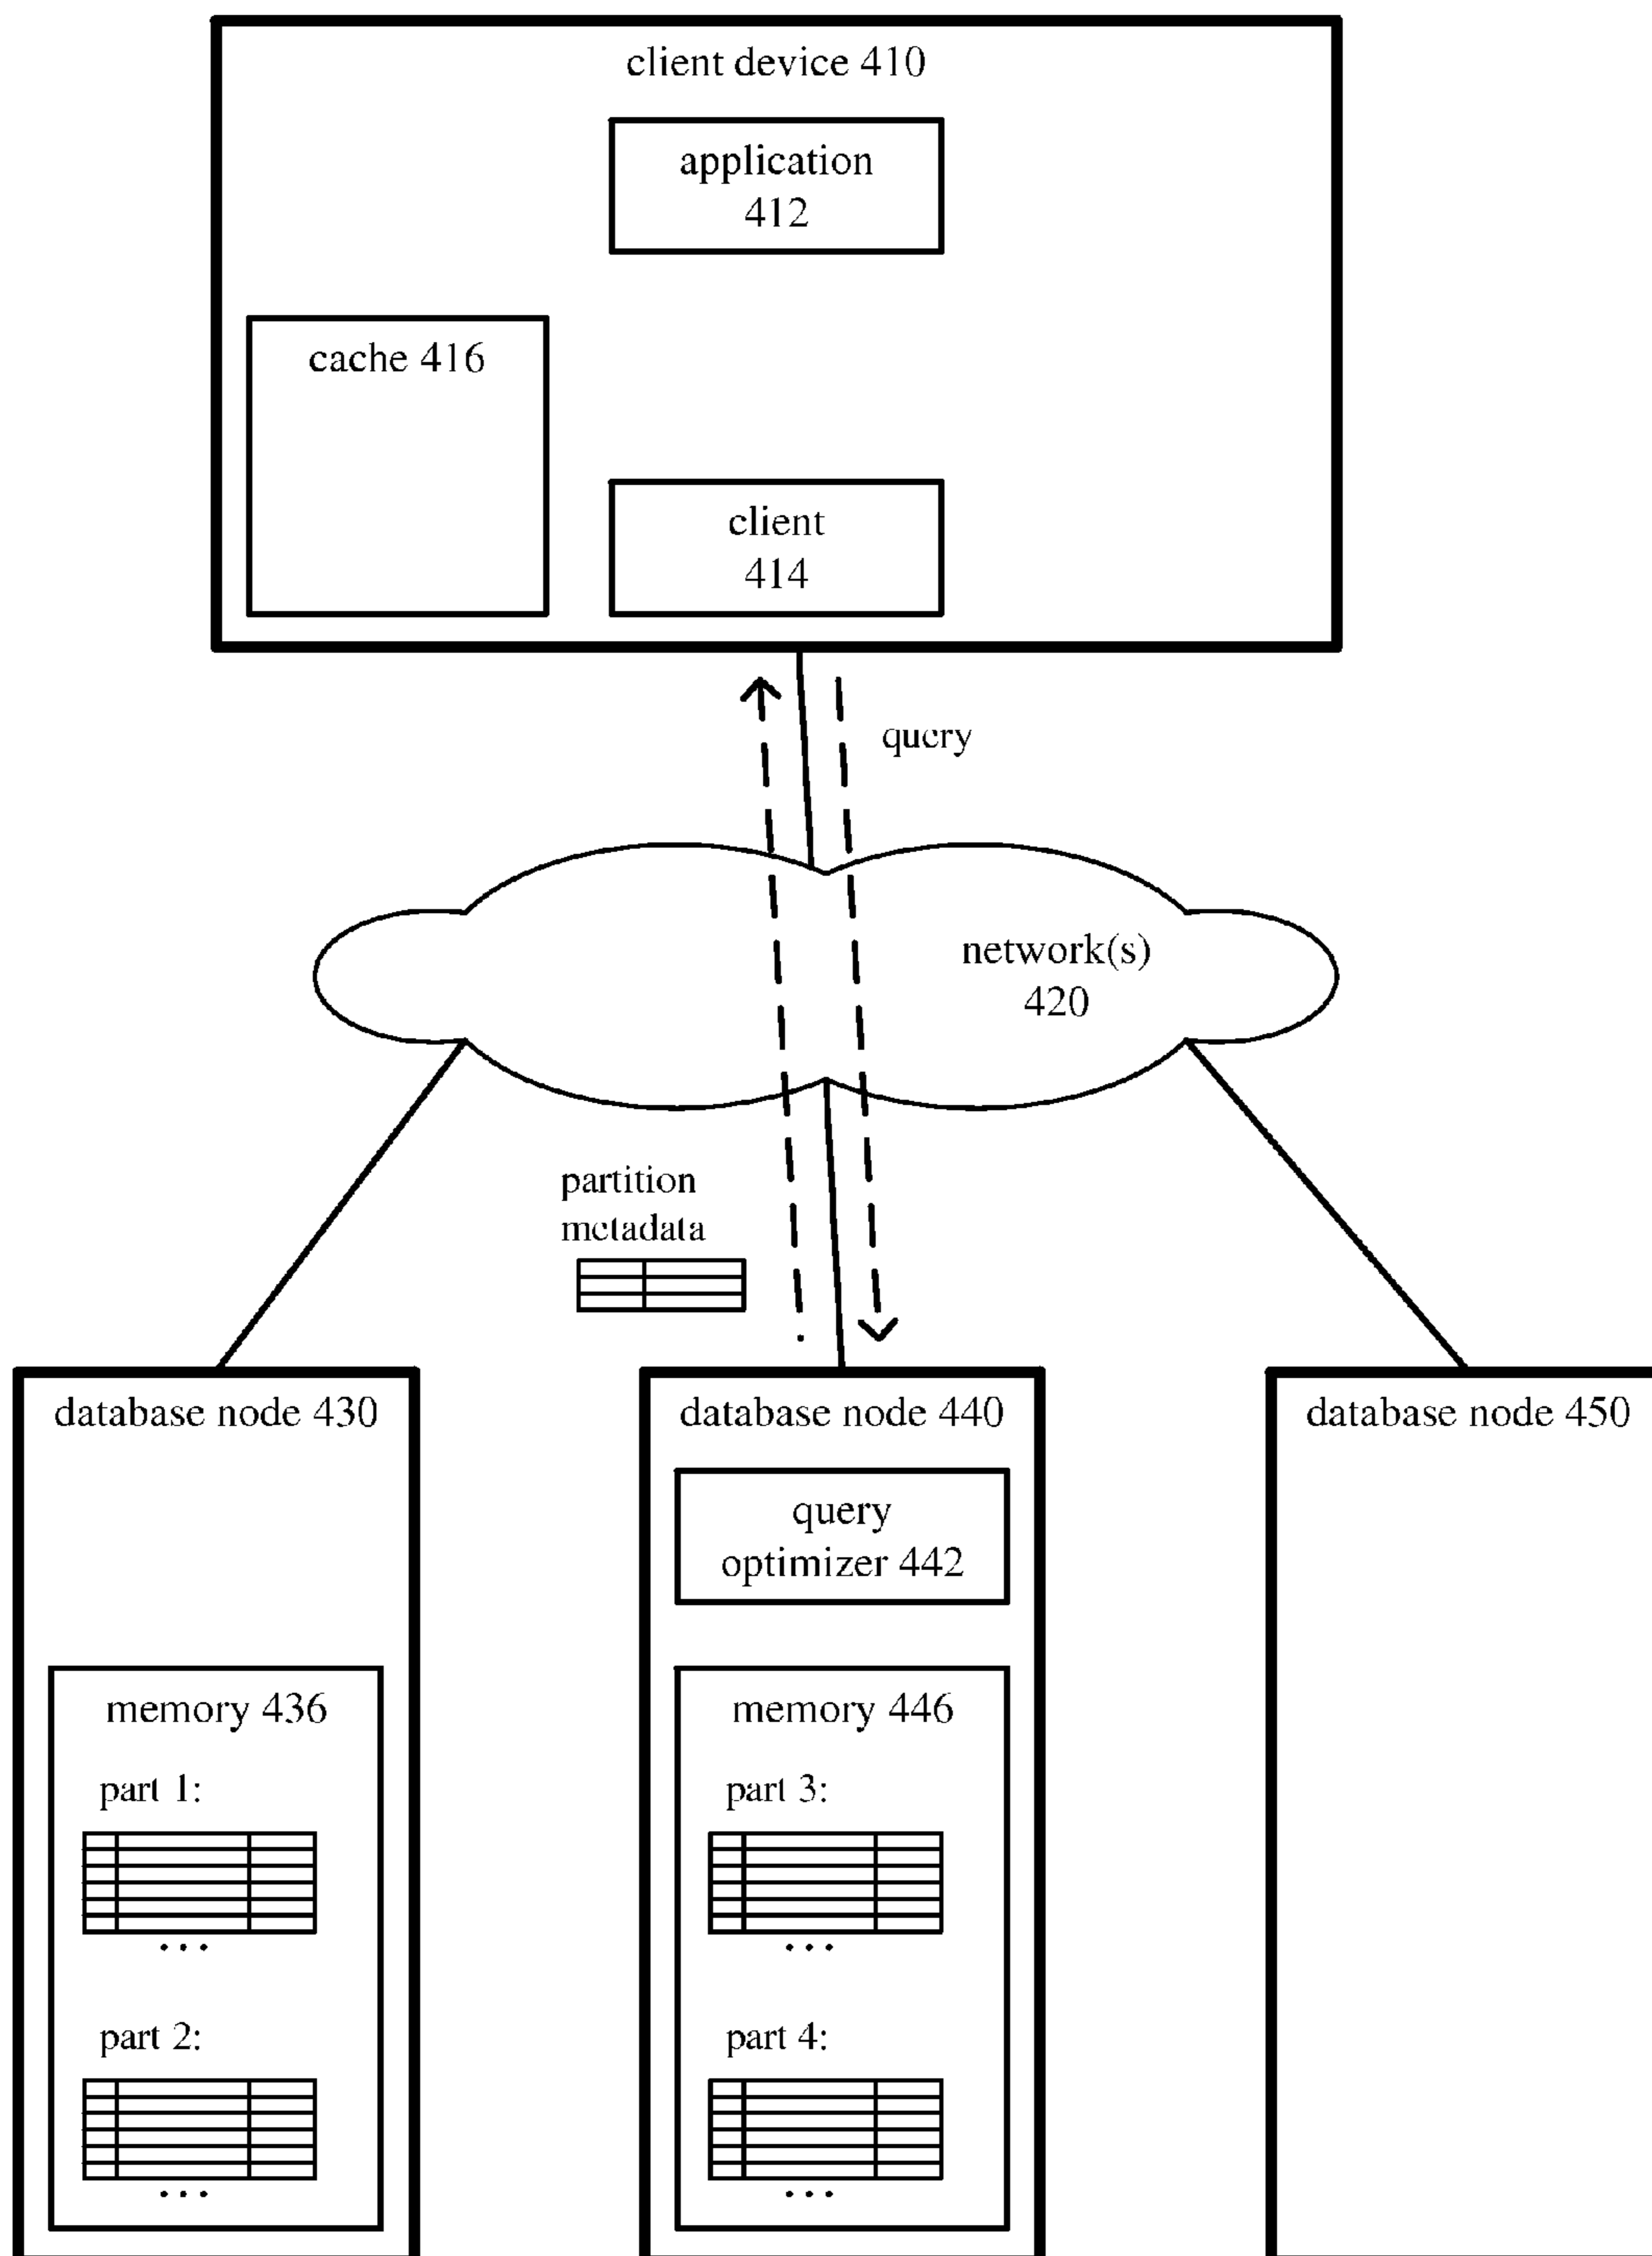 client device 410
application
412
cache 416
client
414
query
network(s)
420
partition
metadata
database node 430
database node 440
database node 450
query
optimizer 442
memory 436
memory 446
part 1:
part 3:
...
...
part 2:
part 4:
...
...